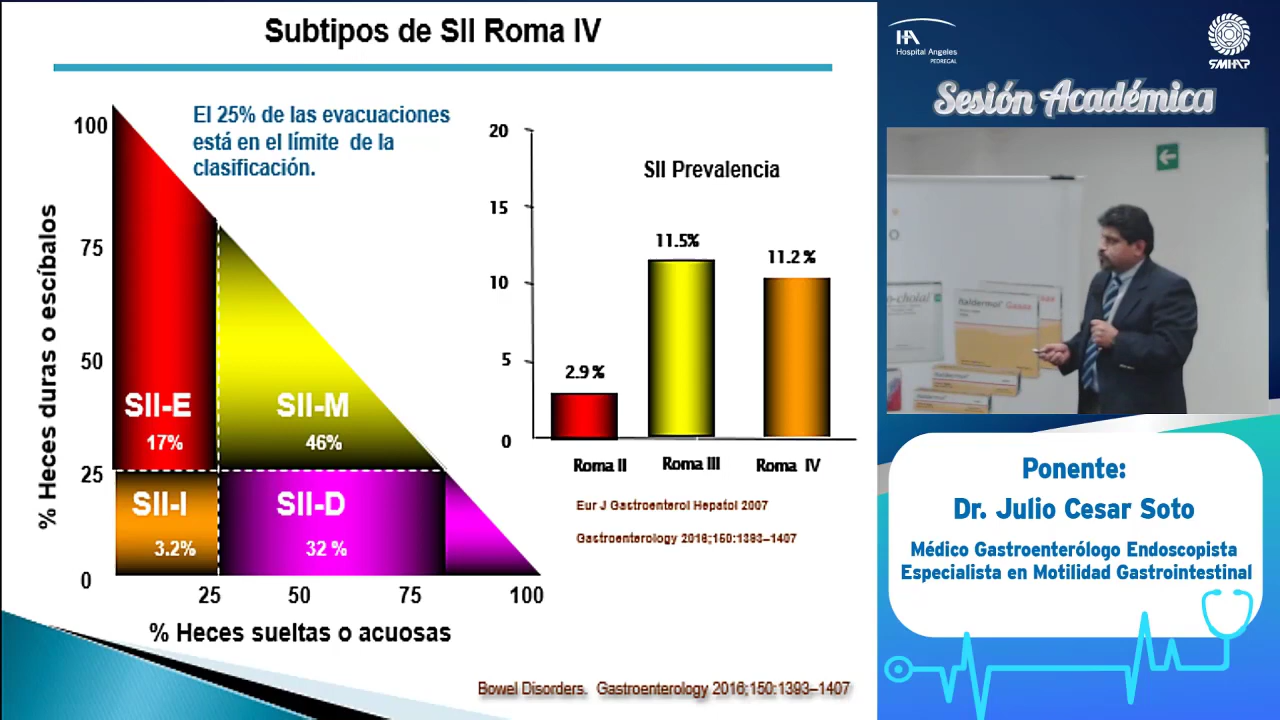 Subtipos de SII Roma IV
El 25% de las evacuaciones
está en el límite de la
clasificación.
% Heces duras o escíbalos
100
75
50
25
0
SII-E
17%
SII-M
46%
SII-I
3.2%
SII-D
32 %
25
50
75
100
% Heces sueltas o acuosas
SII Prevalencia
20
15
10
5
0
2.9 %
11.5%
11.2 %
Roma II
Roma III
Roma IV
Eur J Gastroenterol Hepatol 2007
Gastroenterology 2016;150:1393–1407
Bowel Disorders. Gastroenterology 2016;150:1393–1407
HA
Hospital Angeles
PEDREGAL
SMHAP
Sesión Académica
Italdermol Gasas
Italdermol
Ponente:
Dr. Julio Cesar Soto
Médico Gastroenterólogo Endoscopista
Especialista en Motilidad Gastrointestinal